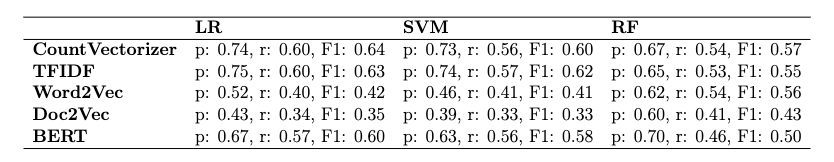 LR SVM RF
CountVectorizer p: 0.74, r: 0.60, F1: 0.64 p: 0.73, r: 0.56, F1: 0.60 p: 0.67, r: 0.54, F1: 0.57
TFIDF p: 0.75, r: 0.60, F1: 0.63 p: 0.74, r: 0.57, F1: 0.62 p: 0.65, r: 0.53, F1: 0.55
Word2Vec p: 0.52, r: 0.40, F1: 0.42 p: 0.46, r: 0.41, F1: 0.41 p: 0.62, r: 0.54, F1: 0.56
Doc2Vec p: 0.43, r: 0.34, F1: 0.35 p: 0.39, r: 0.33, F1: 0.33 p: 0.60, r: 0.41, F1: 0.43
BERT p: 0.67, r: 0.57, F1: 0.60 p: 0.63, r: 0.56, F1: 0.58 p: 0.70, r: 0.46, F1: 0.50